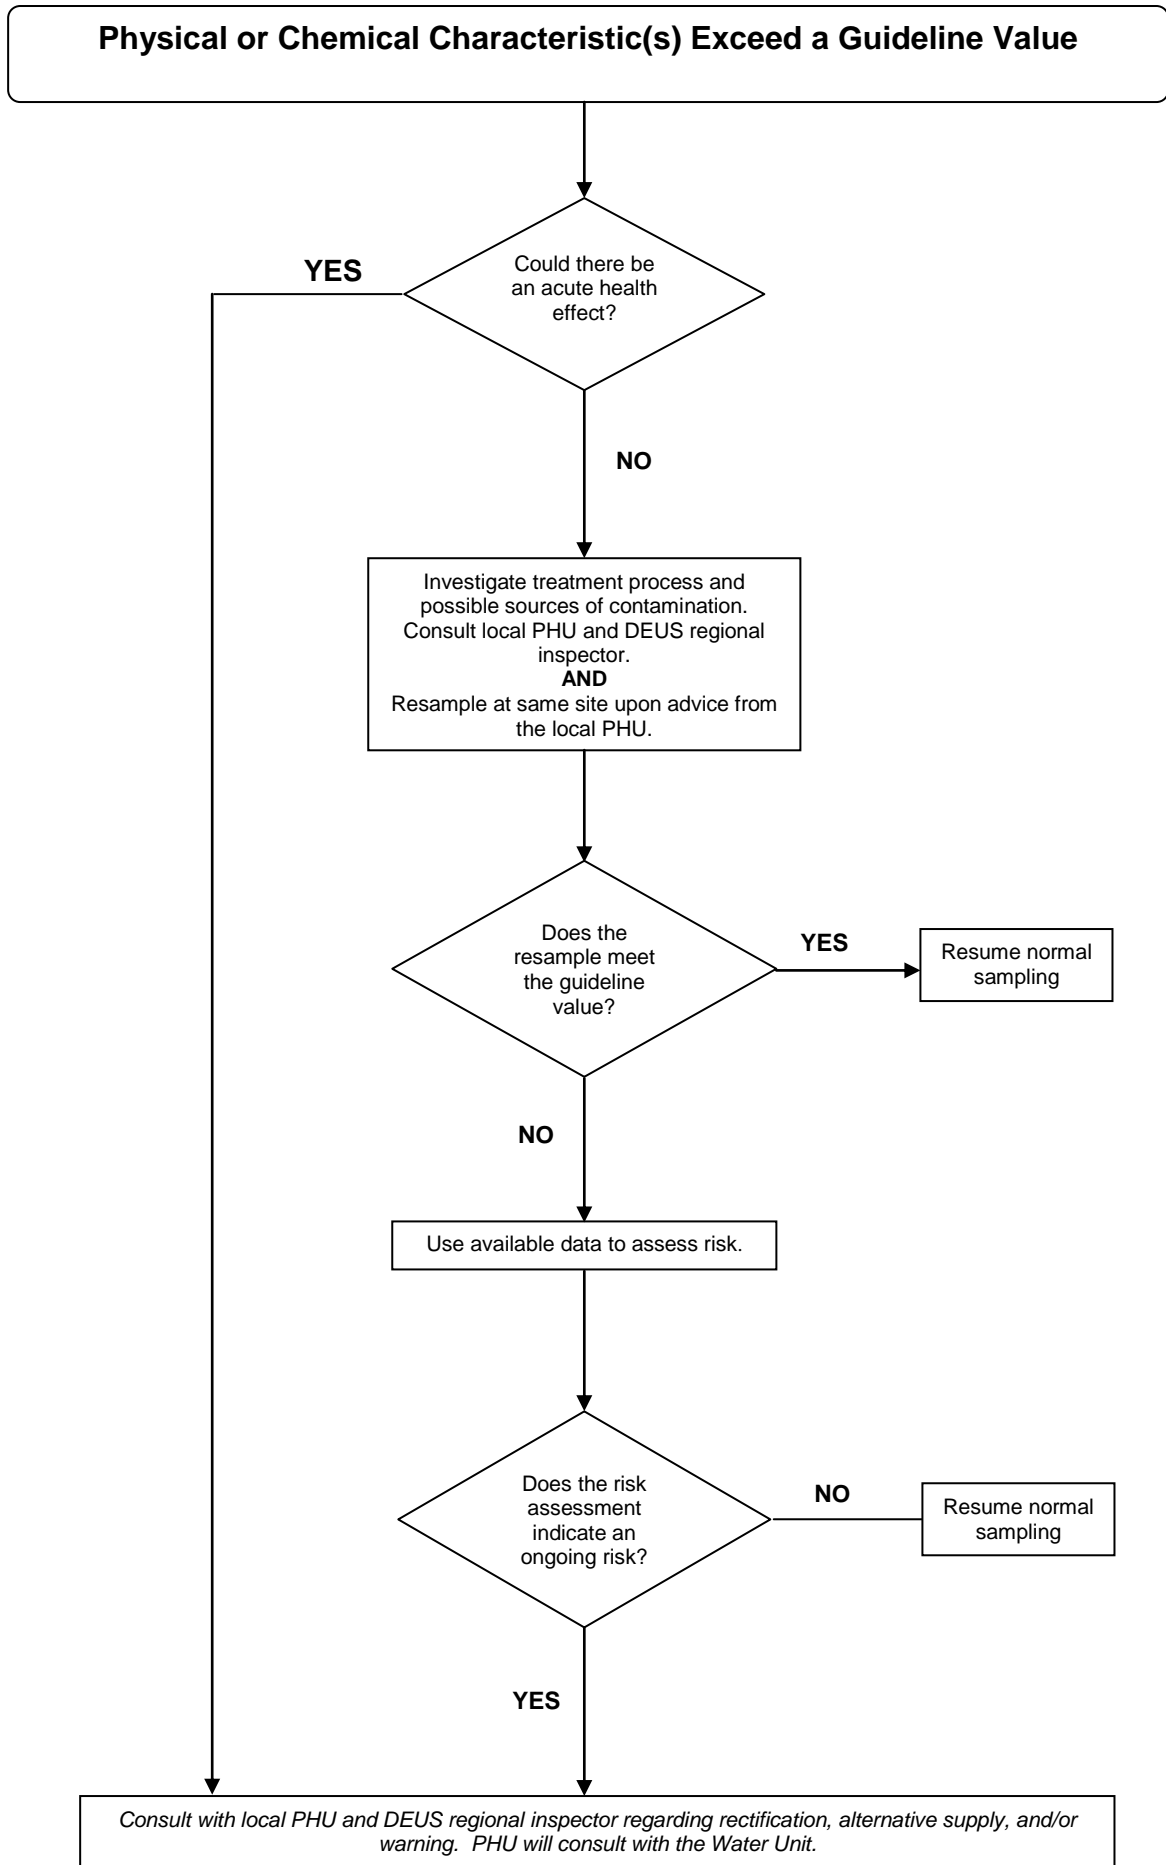 Physical or Chemical Characteristic(s) Exceed a Guideline Value
Could there be
an acute health
effect?
YES
NO
Investigate treatment process and
possible sources of contamination.
Consult local PHU and DEUS regional
inspector.
AND
Resample at same site upon advice from
the local PHU.
Does the
resample meet
the guideline
value?
YES
Resume normal
sampling
NO
Use available data to assess risk.
Does the risk
assessment
indicate an
ongoing risk?
NO
Resume normal
sampling
YES
Consult with local PHU and DEUS regional inspector regarding rectification, alternative supply, and/or
warning.  PHU will consult with the Water Unit.